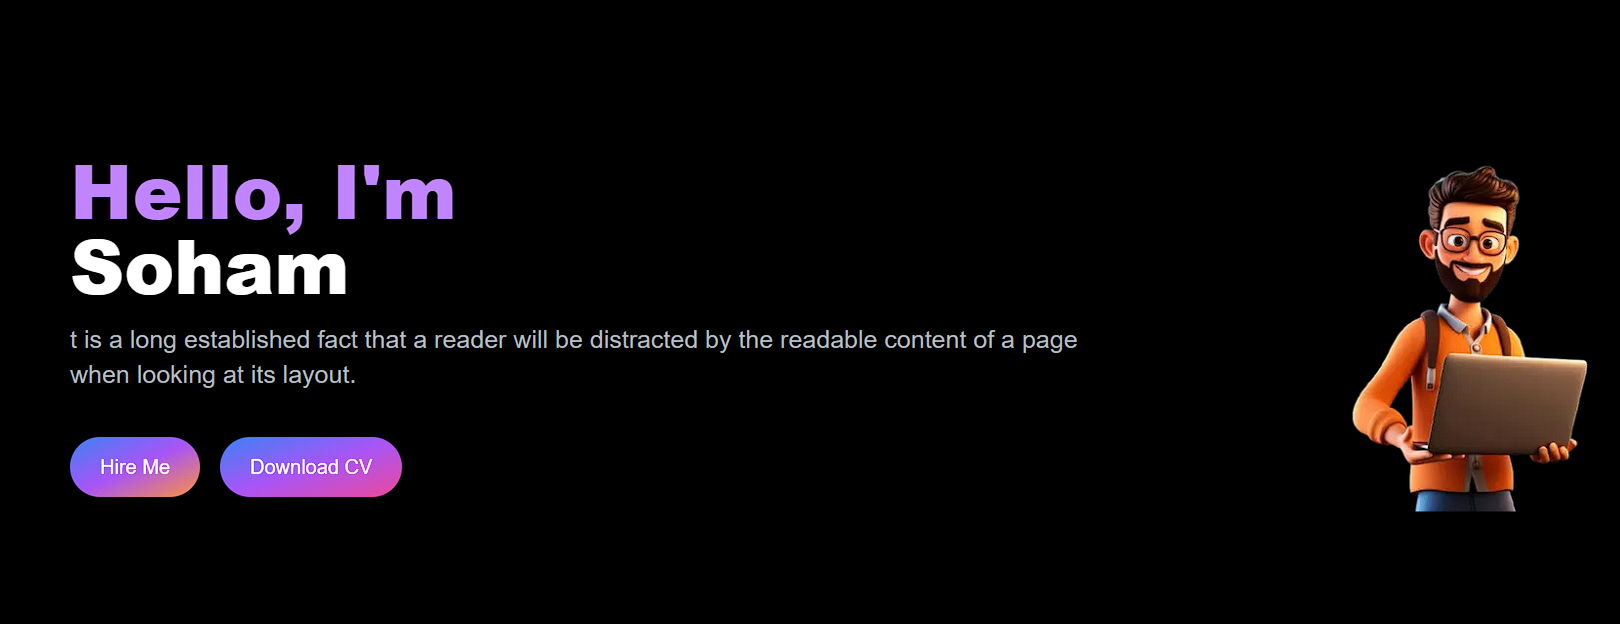 Hello, I'm
Soham
t is a long established fact that a reader will be distracted by the readable content of a page
when looking at its layout.
Hire Me
Download CV